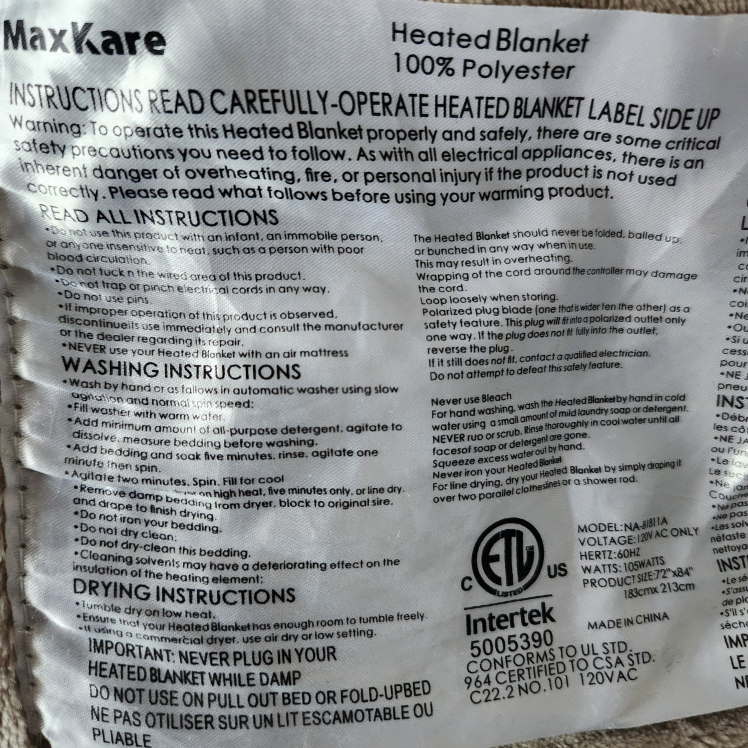 MaxKare
Heated Blanket
100% Polyester
INSTRUCTIONS READ CAREFULLY-OPERATE HEATED BLANKET LABEL SIDE UP
Warning: To operate this Heated Blanket properly and safely, there are some critical
safety precautions you need to follow. As with all electrical appliances, there is an
inherent danger of overheating, fire, or personal injury if the product is not used
correctly. Please read what follows before using your warming product.
READ ALL INSTRUCTIONS
•Do not use this product with an infant, an immobile person,
or anyone insensitive to heat, such as a person with poor
blood circulation.
•Do not tuck n the wired area of this product.
•Do not trap or pinch electrical cords in any way.
•Do not use pins.
•If improper operation of this product is observed,
discontinue its use immediately and consult the manufacturer
or the dealer regarding its repair.
•NEVER use your Heated Blanket with an air mattress
WASHING INSTRUCTIONS
•Wash by hand or as follows in automatic washer using slow
agitation and normal spin speed:
•Fill washer with warm water.
•Add minimum amount of all-purpose detergent, agitate to
dissolve, measure bedding before washing.
•Add bedding and soak five minutes, rinse, agitate one
minute then spin.
•Agitate two minutes. Spin. Fill for cool
on high heat, five minutes only, or line dry.
•Remove damp bedding from dryer, block to original sire.
and drape to finish drying.
•Do not iron your bedding.
•Do not dry clean;
•Do not dry-clean this bedding.
•Cleaning solvents may have a deteriorating effect on the
insulation of the heating element;
DRYING INSTRUCTIONS
•Tumble dry on low heat.
•Ensure that your Heated Blanket has enough room to tumble freely.
•If using a commercial dryer, use air dry or low setting.
IMPORTANT: NEVER PLUG IN YOUR
HEATED BLANKET WHILE DAMP
DO NOT USE ON PULL OUT BED OR FOLD-UPBED
NE PAS OTILISER SUR UN LIT ESCAMOTABLE OU
PLIABLE
The Heated Blanket should never be folded, balled up,
or bunched in any way when in use.
This may result in overheating.
Wrapping of the cord around the controller may damage
the cord.
Loop loosely when storing.
Polarized plug blade (one that is wider fen the other) as a
safety feature. This plug will fit into a polarized outlet only
one way. If the plug does not fit fully into the outlet,
reverse the plug.
If it still does not fit, contact a qualified electrician.
Do not attempt to defeat this safety feature.
Never use Bleach
For hand washing, wash the Heated Blanket by hand in cold
water using a small amount of mild laundry soap or detergent.
NEVER ruo or scrub. Rinse thoroughly in cool water until all
faces of soap or detergent are gone.
Squeeze excess water out by hand.
Never iron your Heated Blanket
For line drying, dry your Heated Blanket by simply draping it
over two parallel clothesines or a shower rod.
C ETL US
LISTED
Intertek
5005390
CONFORMS TO UL STD.
964 CERTIFIED TO CSA STD.
C22.2 NO.101 120VAC
MODEL: NA-B1811A
VOLTAGE: 120V AC ONLY
HERTZ: 60HZ
WATTS: 105WATTS
PRODUCT SIZE: 72"x84"
183cmx 213cm
MADE IN CHINA